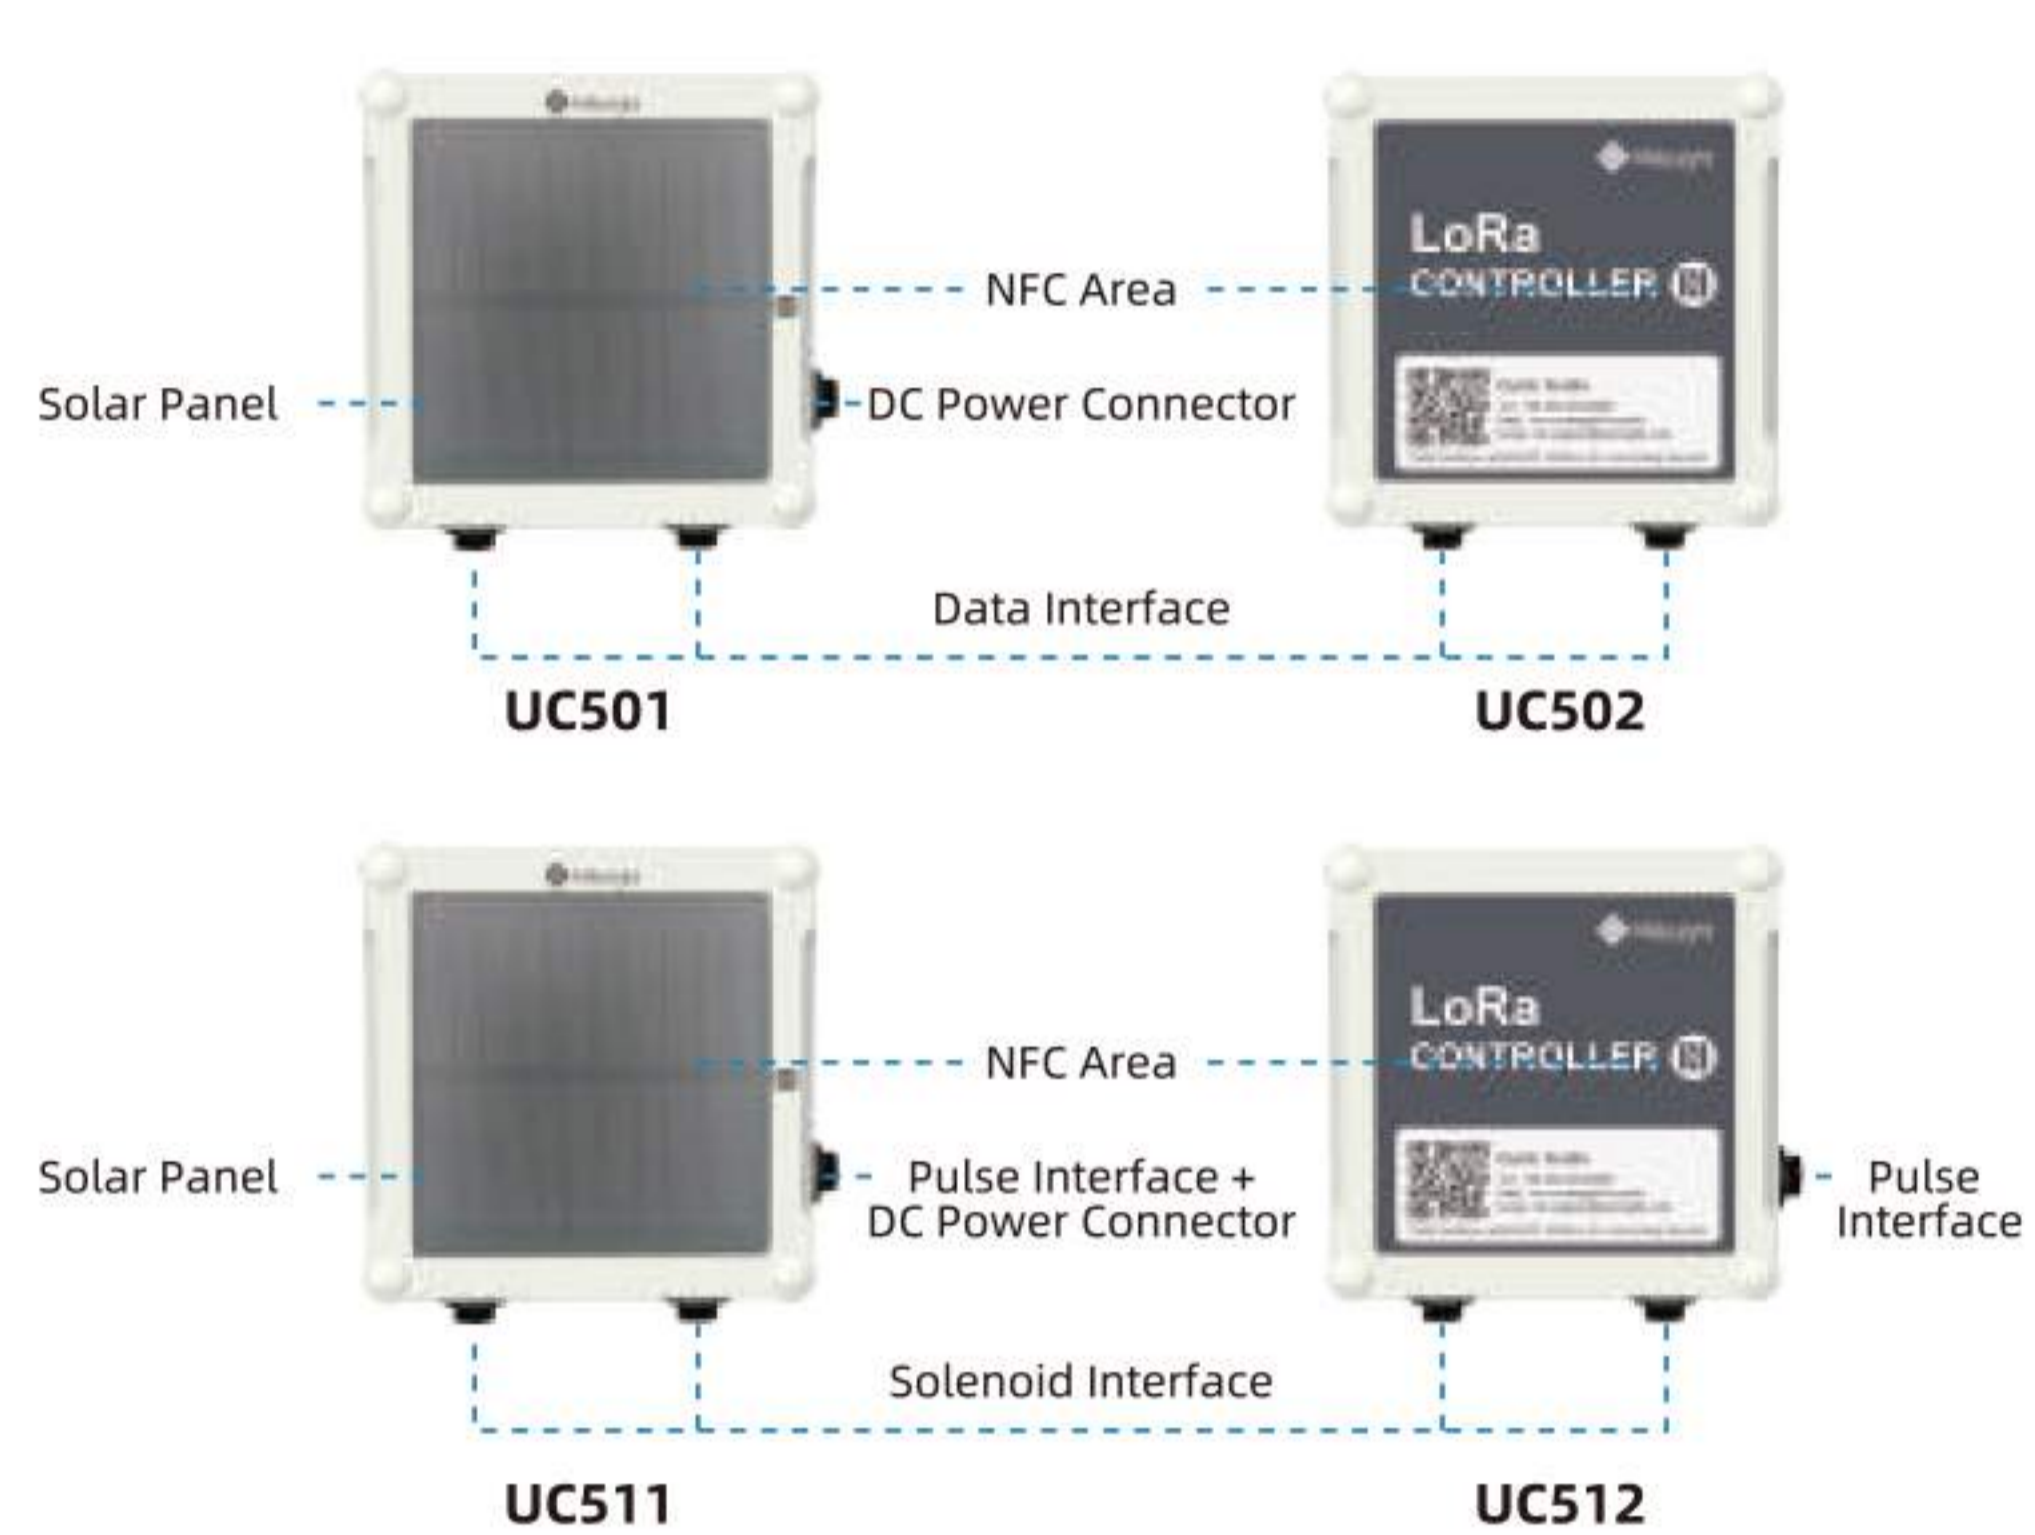 LoRa
CONTROLLER
NFC Area
Solar Panel
DC Power Connector
Data Interface
UC501
UC502
LoRa
CONTROLLER
NFC Area
Solar Panel
Pulse Interface +
DC Power Connector
Pulse
Interface
Solenoid Interface
UC511
UC512